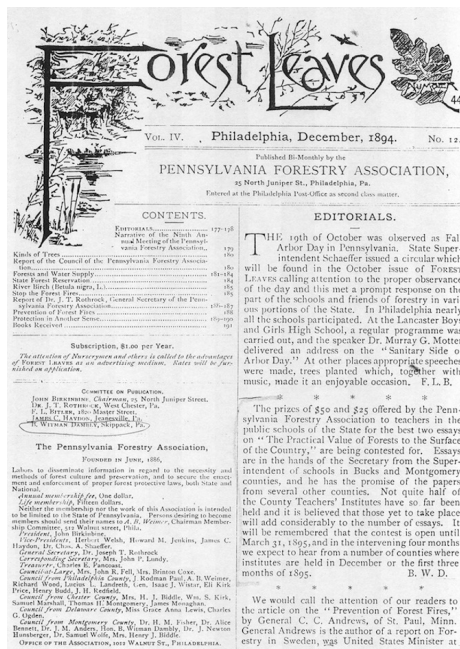 Forest Leaves
NUMBER
44
VOL. IV.
Philadelphia, December, 1894.
No. 12.
Published Bi-Monthly by the
PENNSYLVANIA FORESTRY ASSOCIATION,
25 North Juniper St., Philadelphia, Pa.
Entered at the Philadelphia Post-Office as second class matter.
CONTENTS.
EDITORIALS. 177-178
Narrative of the Ninth An-
nual Meeting of the Pennsyl-
vania Forestry Association 179
Kinds of Trees 180
Report of the Council of the Pennsylvania Forestry Associa-
tion 180
Forests and Water Supply 181-184
State Forest Reservation 184
River Birch (Betula nigra, L.) 185
Stop the Forest Fires 185
Report of Dr. J. T. Rothrock, General Secretary of the Penn-
sylvania Forestry Association 186-187
Prevention of Forest Fires 188
Protection in Another Sense 189-190
Books Received 191
Subscription, $1.00 per Year.
The attention of Nurserymen and others is called to the advantages
of FOREST LEAVES as an advertising medium. Rates will be fur-
nished on application.
COMMITTEE ON PUBLICATION.
JOHN BIRKINBINE, Chairman, 25 North Juniper Street.
DR. J. T. ROTHROCK, West Chester, Pa.
F. L. BITLER, 1820 Master Street.
JAMES C. HAYDON, Jeanesville, Pa.
B. WITMAN DAMBLY, Skippack, Pa.
The Pennsylvania Forestry Association,
FOUNDED IN JUNE, 1886,
Labors to disseminate information in regard to the necessity and
methods of forest culture and preservation, and to secure the enact-
ment and enforcement of proper forest protective laws, both State and
National.
Annual membership fee, One dollar.
Life membership, Fifteen dollars.
Neither the membership nor the work of this Association is intended
to be limited to the State of Pennsylvania. Persons desiring to become
members should send their names to A. B. Weimer, Chairman Member-
ship Committee, 512 Walnut street, Phila.
President, John Birkinbine.
Vice-Presidents, Herbert Welsh, Howard M. Jenkins, James C.
Haydon, Dr. Chas. A. Shaeffer.
General Secretary, Dr. Joseph T. Rothrock
Corresponding Secretary, Mrs. John P. Lundy.
Treasurer, Charles E. Pancoast.
Council-at-Large, Mrs. John R. Fell, Mrs. Brinton Coxe.
Council from Philadelphia County, J. Rodman Paul, A. B. Weimer,
Richard Wood, Lucius L. Landreth, Gen. Isaac J. Wistar, Eli Kirk
Price, Henry Budd, J. H. Redfield.
Council from Chester County, Mrs. H. J. Biddle, Wm. S. Kirk,
Samuel Marshall, Thomas H. Montgomery, James Monaghan.
Council from Delaware County, Miss Grace Anna Lewis, Charles
G. Ogden.
Council from Montgomery County, Dr. H. M. Fisher, Dr. Alice
Bennett, Dr. J. M. Anders, Hon. B. Witman Dambly, Dr. J. Newton
Hunsberger, Dr. Samuel Wolfe, Mrs. Henry J. Biddle.
OFFICE OF THE ASSOCIATION, 1012 WALNUT ST., PHILADELPHIA.
EDITORIALS.
THE 19th of October was observed as Fall
Arbor Day in Pennsylvania. State Super-
intendent Schaeffer issued a circular which
will be found in the October issue of FOREST
LEAVES calling attention to the proper observance
of the day and this met a prompt response on the
part of the schools and friends of forestry in vari-
ous portions of the State. In Philadelphia nearly
all the schools participated. At the Lancaster Boys
and Girls High School, a regular programme was
carried out, and the speaker Dr. Murray G. Motter
delivered an address on the "Sanitary Side of
Arbor Day." At other places appropriate speeches
were made, trees planted which, together with
music, made it an enjoyable occasion. F. L. B.
* * * * *
The prizes of $50 and $25 offered by the Penn-
sylvania Forestry Association to teachers in the
public schools of the State for the best two essays
on "The Practical Value of Forests to the Surface
of the Country," are being contested for. Essays
are in the hands of the Secretary from the Super-
intendent of schools in Bucks and Montgomery
counties, and he has the promise of the papers
from several other counties. Not quite half of
the County Teachers' Institutes have so far been
held and it is believed that those yet to take place
will add considerably to the number of essays. It
will be remembered that the contest is open until
March 31, 1895, and in the intervening four months
we expect to hear from a number of counties where
institutes are held in December or the first three
months of 1895. B. W. D.
* * * * *
We would call the attention of our readers to
the article on the "Prevention of Forest Fires,"
by General C. C. Andrews, of St. Paul, Minn.
General Andrews is the author of a report on For-
estry in Sweden, was United States Minister at